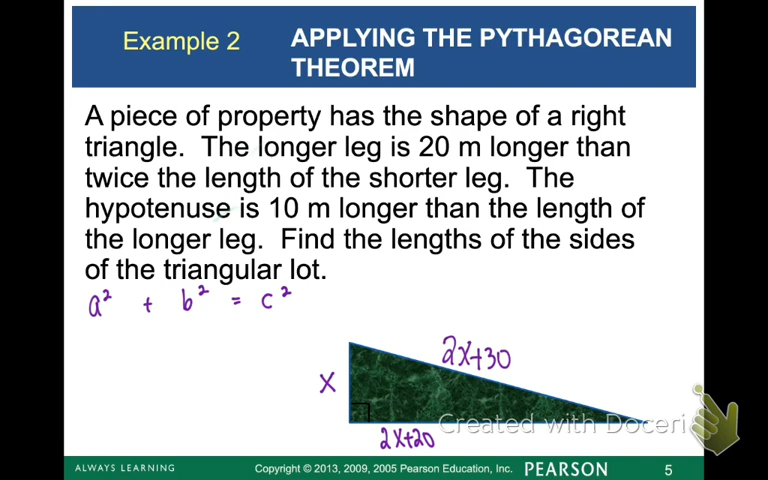 Example 2
APPLYING THE PYTHAGOREAN
THEOREM
A piece of property has the shape of a right
triangle. The longer leg is 20 m longer than
twice the length of the shorter leg. The
hypotenuse is 10 m longer than the length of
the longer leg. Find the lengths of the sides
of the triangular lot.
a² + b² = c²
2x+30
x
Created with Doceri
2x+20
ALWAYS LEARNING
Copyright © 2013, 2009, 2005 Pearson Education, Inc.
PEARSON
5